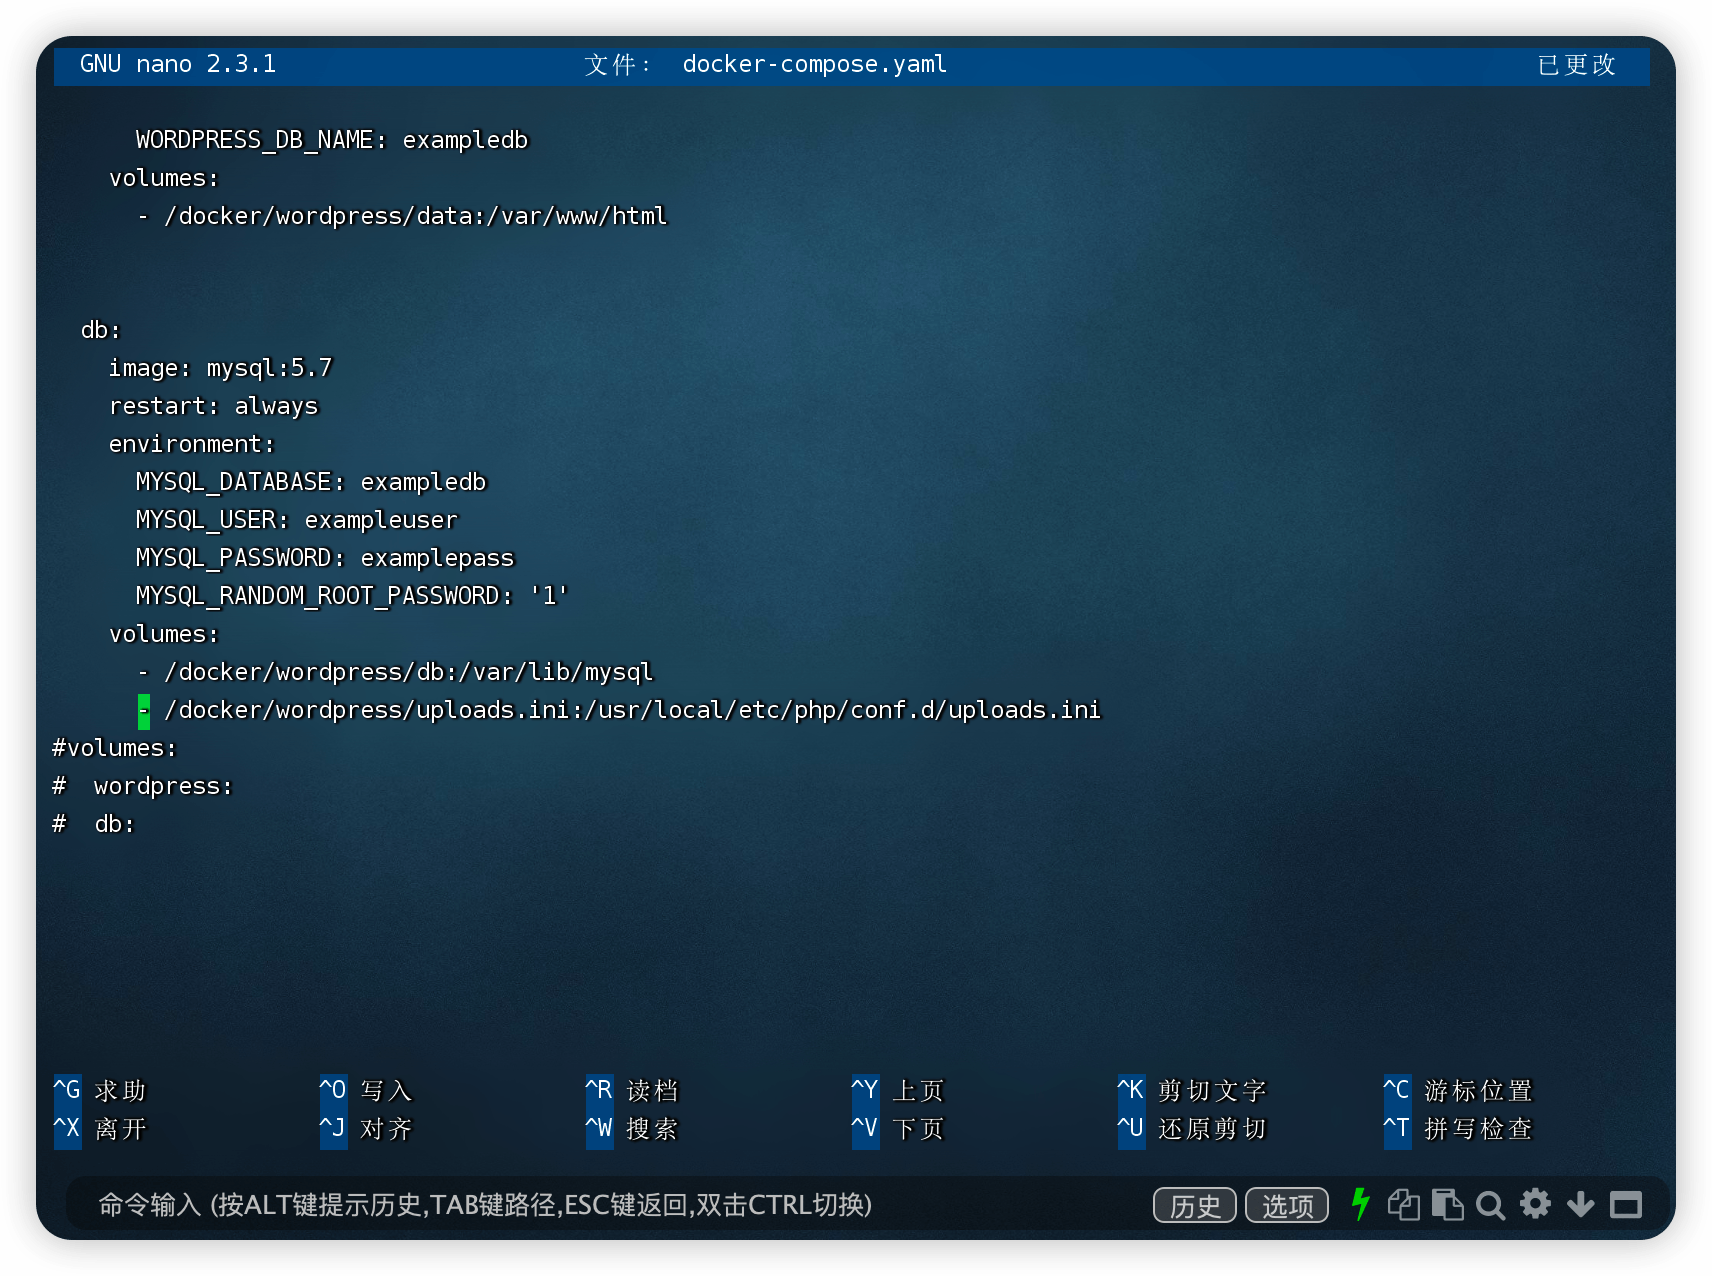 GNU nano 2.3.1 文件： docker-compose.yaml 已更改
WORDPRESS_DB_NAME: exampledb
volumes:
- /docker/wordpress/data:/var/www/html
db:
image: mysql:5.7
restart: always
environment:
MYSQL_DATABASE: exampledb
MYSQL_USER: exampleuser
MYSQL_PASSWORD: examplepass
MYSQL_RANDOM_ROOT_PASSWORD: '1'
volumes:
- /docker/wordpress/db:/var/lib/mysql
- /docker/wordpress/uploads.ini:/usr/local/etc/php/conf.d/uploads.ini
#volumes:
#  wordpress:
#  db:
^G 求助 ^O 写入 ^R 读档 ^Y 上页 ^K 剪切文字 ^C 游标位置
^X 离开 ^J 对齐 ^W 搜索 ^V 下页 ^U 还原剪切 ^T 拼写检查
命令输入 (按ALT键提示历史,TAB键路径,ESC键返回,双击CTRL切换) 历史 选项